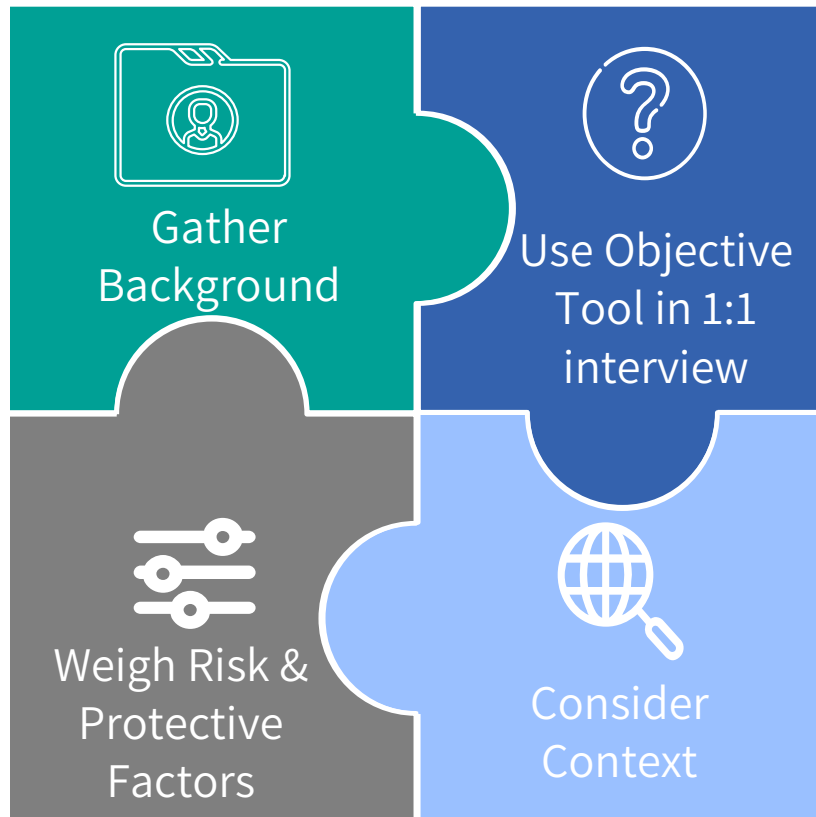 Gather
Background
Use Objective
Tool in 1:1
interview
Weigh Risk &
Protective
Factors
Consider
Context